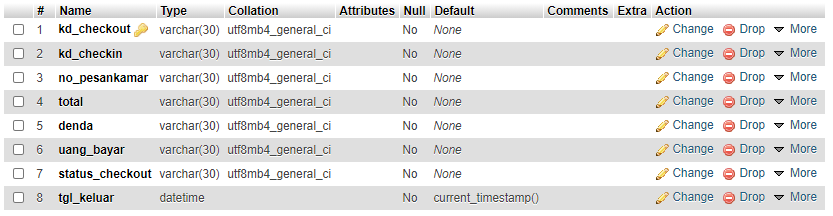 # Name Type Collation Attributes Null Default Comments Extra Action
1 kd_checkout varchar(30) utf8mb4_general_ci No None Change Drop More
2 kd_checkin varchar(30) utf8mb4_general_ci No None Change Drop More
3 no_pesankamar varchar(30) utf8mb4_general_ci No None Change Drop More
4 total varchar(30) utf8mb4_general_ci No None Change Drop More
5 denda varchar(30) utf8mb4_general_ci No None Change Drop More
6 uang_bayar varchar(30) utf8mb4_general_ci No None Change Drop More
7 status_checkout varchar(30) utf8mb4_general_ci No None Change Drop More
8 tgl_keluar datetime No current_timestamp() Change Drop More